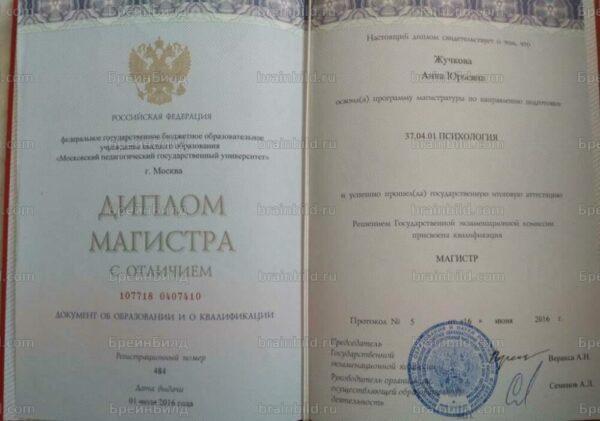 РОССИЙСКАЯ ФЕДЕРАЦИЯ
федеральное государственное бюджетное образовательное
учреждение высшего образования
«Московский педагогический государственный университет»
г. Москва
ДИПЛОМ
МАГИСТРА
С ОТЛИЧИЕМ
107718 0407410
ДОКУМЕНТ ОБ ОБРАЗОВАНИИ И О КВАЛИФИКАЦИИ
Регистрационный номер
484
Дата выдачи
01 июля 2016 года
Настоящий диплом свидетельствует о том, что
Жучкова
Анна Юрьевна
освоил(а) программу магистратуры по направлению подготовки
37.04.01 ПСИХОЛОГИЯ
и успешно прошел(ла) государственную итоговую аттестацию
Решением Государственной экзаменационной комиссии
присвоена квалификация
МАГИСТР
Протокол № 5 от «16 » июня 2016 г.
Председатель
Государственной
экзаменационной комиссии
Веракса А.Н.
Руководитель организации,
осуществляющей образовательную
деятельность
Семенов А.Л.
БреинБилд
brainbild.ru